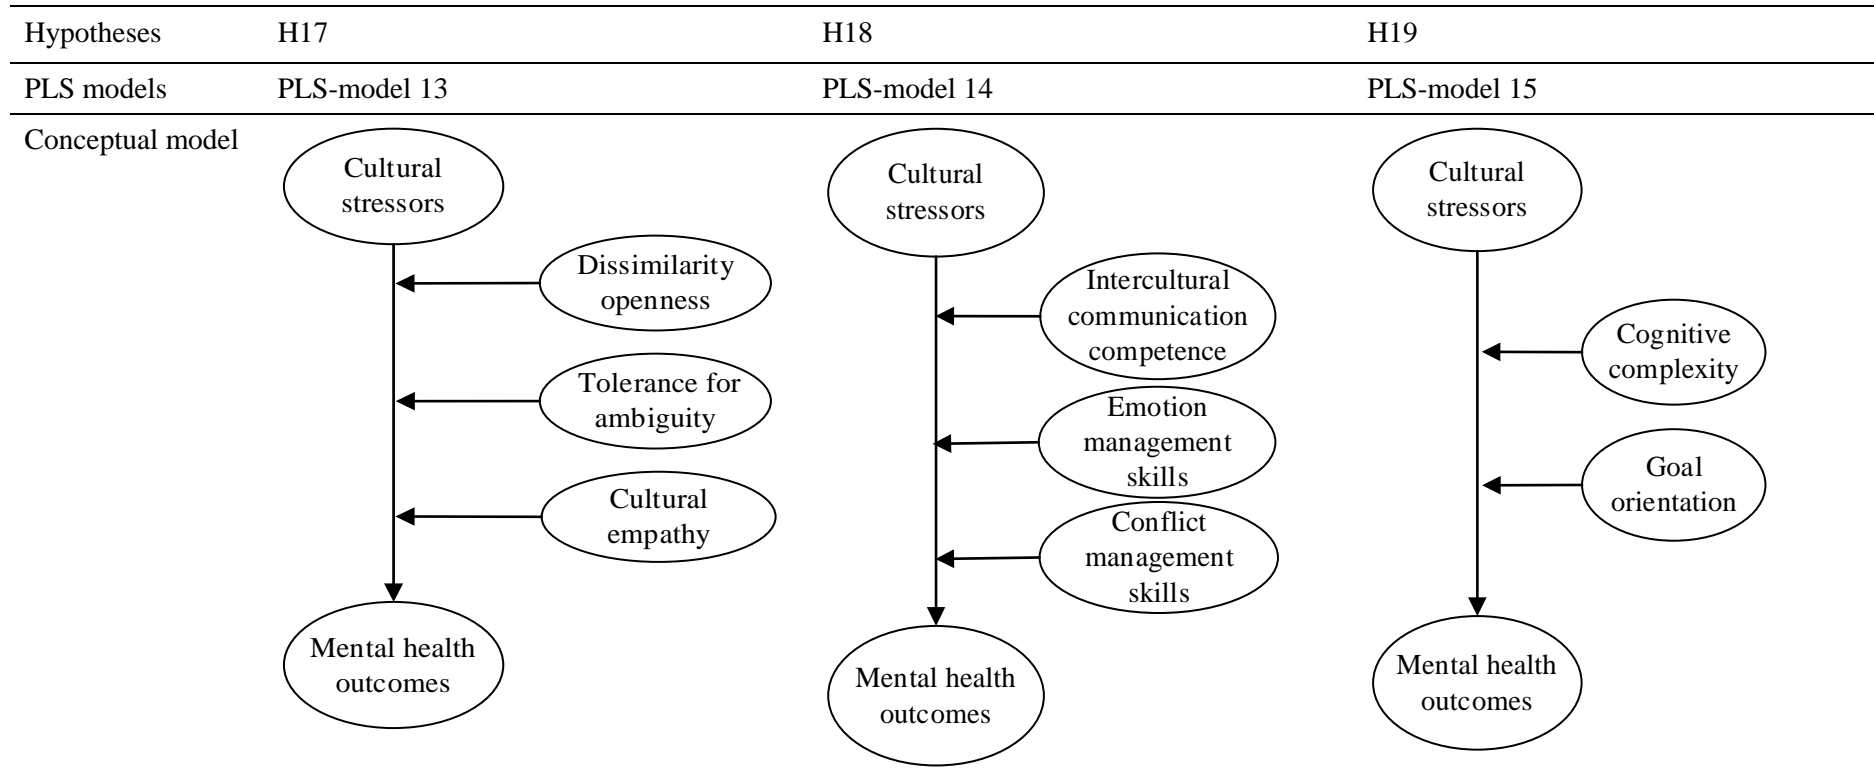 Hypotheses H17 H18 H19
PLS models PLS-model 13 PLS-model 14 PLS-model 15
Conceptual model
Cultural
stressors
Dissimilarity
openness
Tolerance for
ambiguity
Cultural
empathy
Mental health
outcomes
Cultural
stressors
Intercultural
communication
competence
Emotion
management
skills
Conflict
management
skills
Mental health
outcomes
Cultural
stressors
Cognitive
complexity
Goal
orientation
Mental health
outcomes